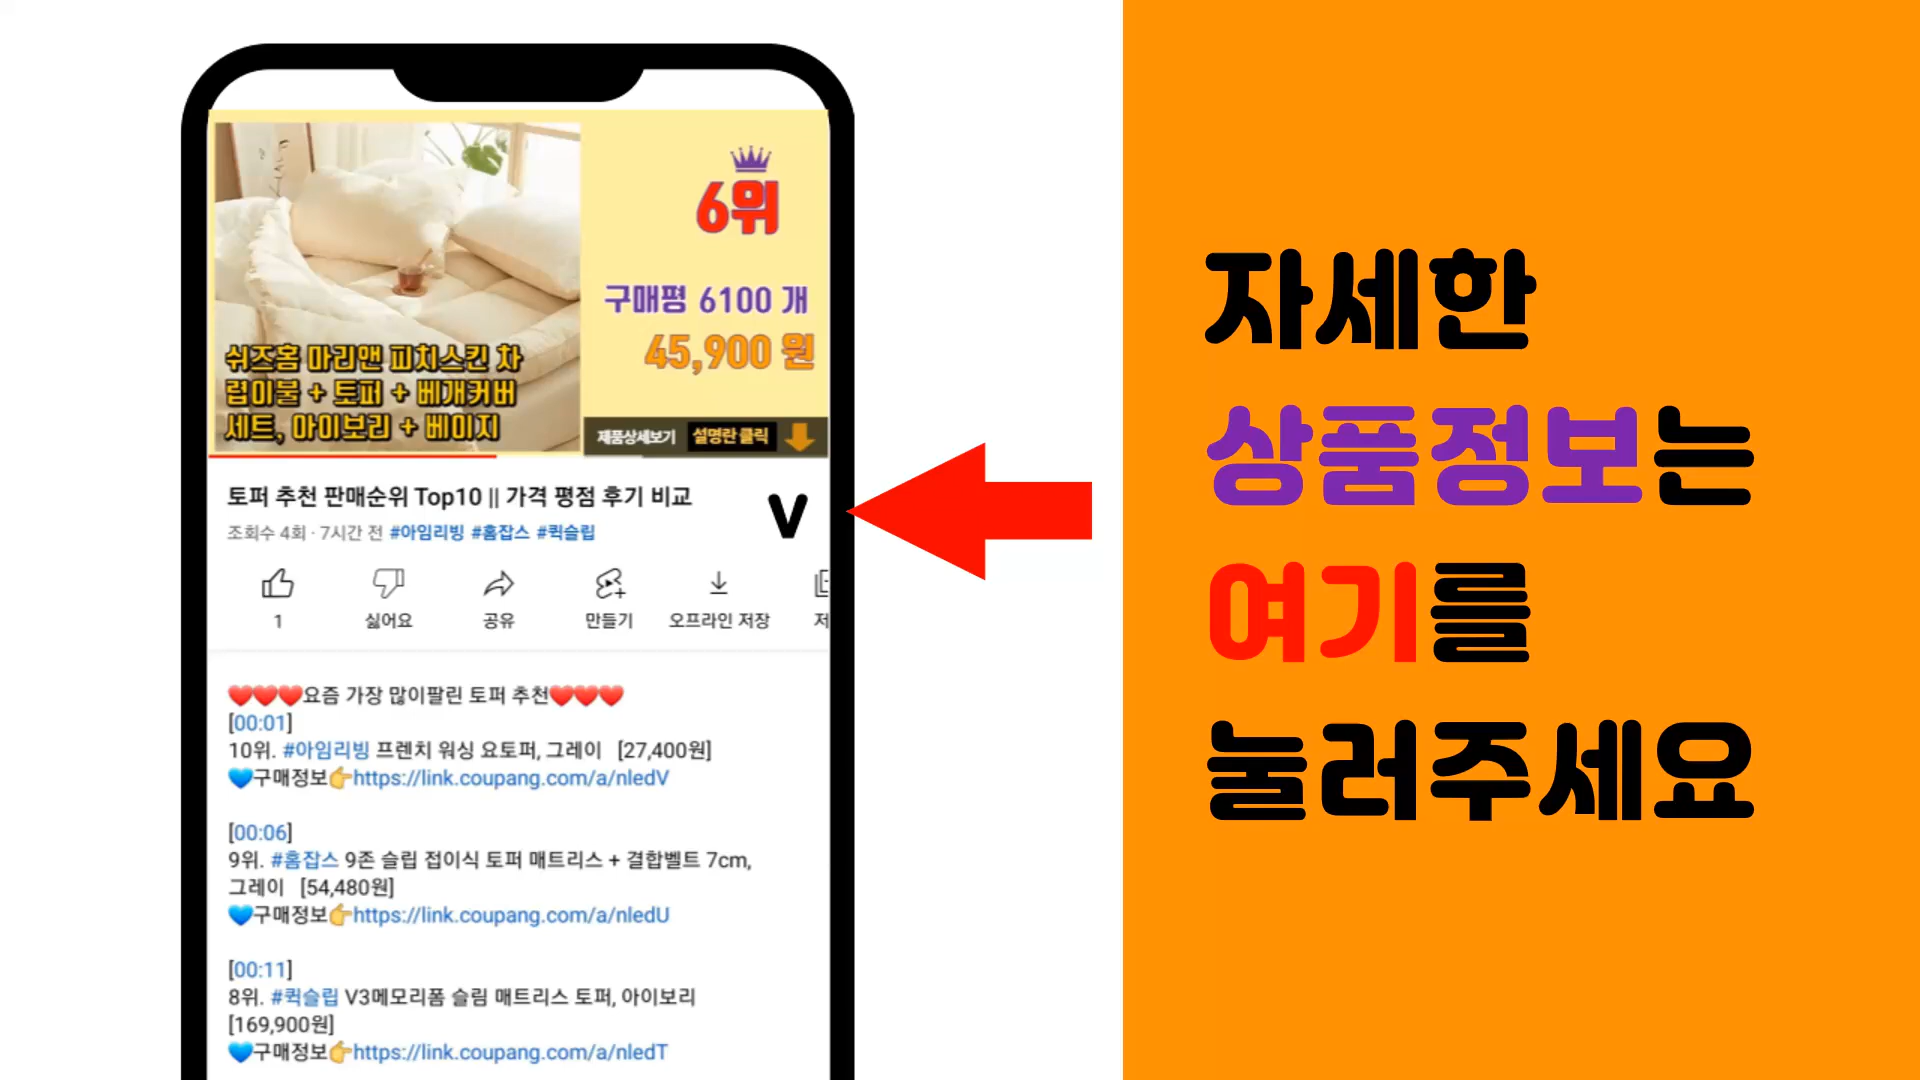 6위
구매평 6100 개
45,900 원
쉬즈홈 마리앤 피치스킨 차
렵이불 + 토퍼 + 베개커버
세트, 아이보리 + 베이지
제품상세보기 설명란 클릭
토퍼 추천 판매순위 Top10 || 가격 평점 후기 비교
V
조회수 4회 · 7시간 전 #아임리빙 #홈잡스 #퀵슬립
1 싫어요 공유 만들기 오프라인 저장 저
❤️❤️❤️요즘 가장 많이팔린 토퍼 추천❤️❤️❤️
[00:01]
10위. #아임리빙 프렌치 워싱 요토퍼, 그레이 [27,400원]
💙구매정보👉https://link.coupang.com/a/nledV
[00:06]
9위. #홈잡스 9존 슬립 접이식 토퍼 매트리스 + 결합벨트 7cm,
그레이 [54,480원]
💙구매정보👉https://link.coupang.com/a/nledU
[00:11]
8위. #퀵슬립 V3메모리폼 슬림 매트리스 토퍼, 아이보리
[169,900원]
💙구매정보👉https://link.coupang.com/a/nledT
자세한
상품정보는
여기를
눌러주세요